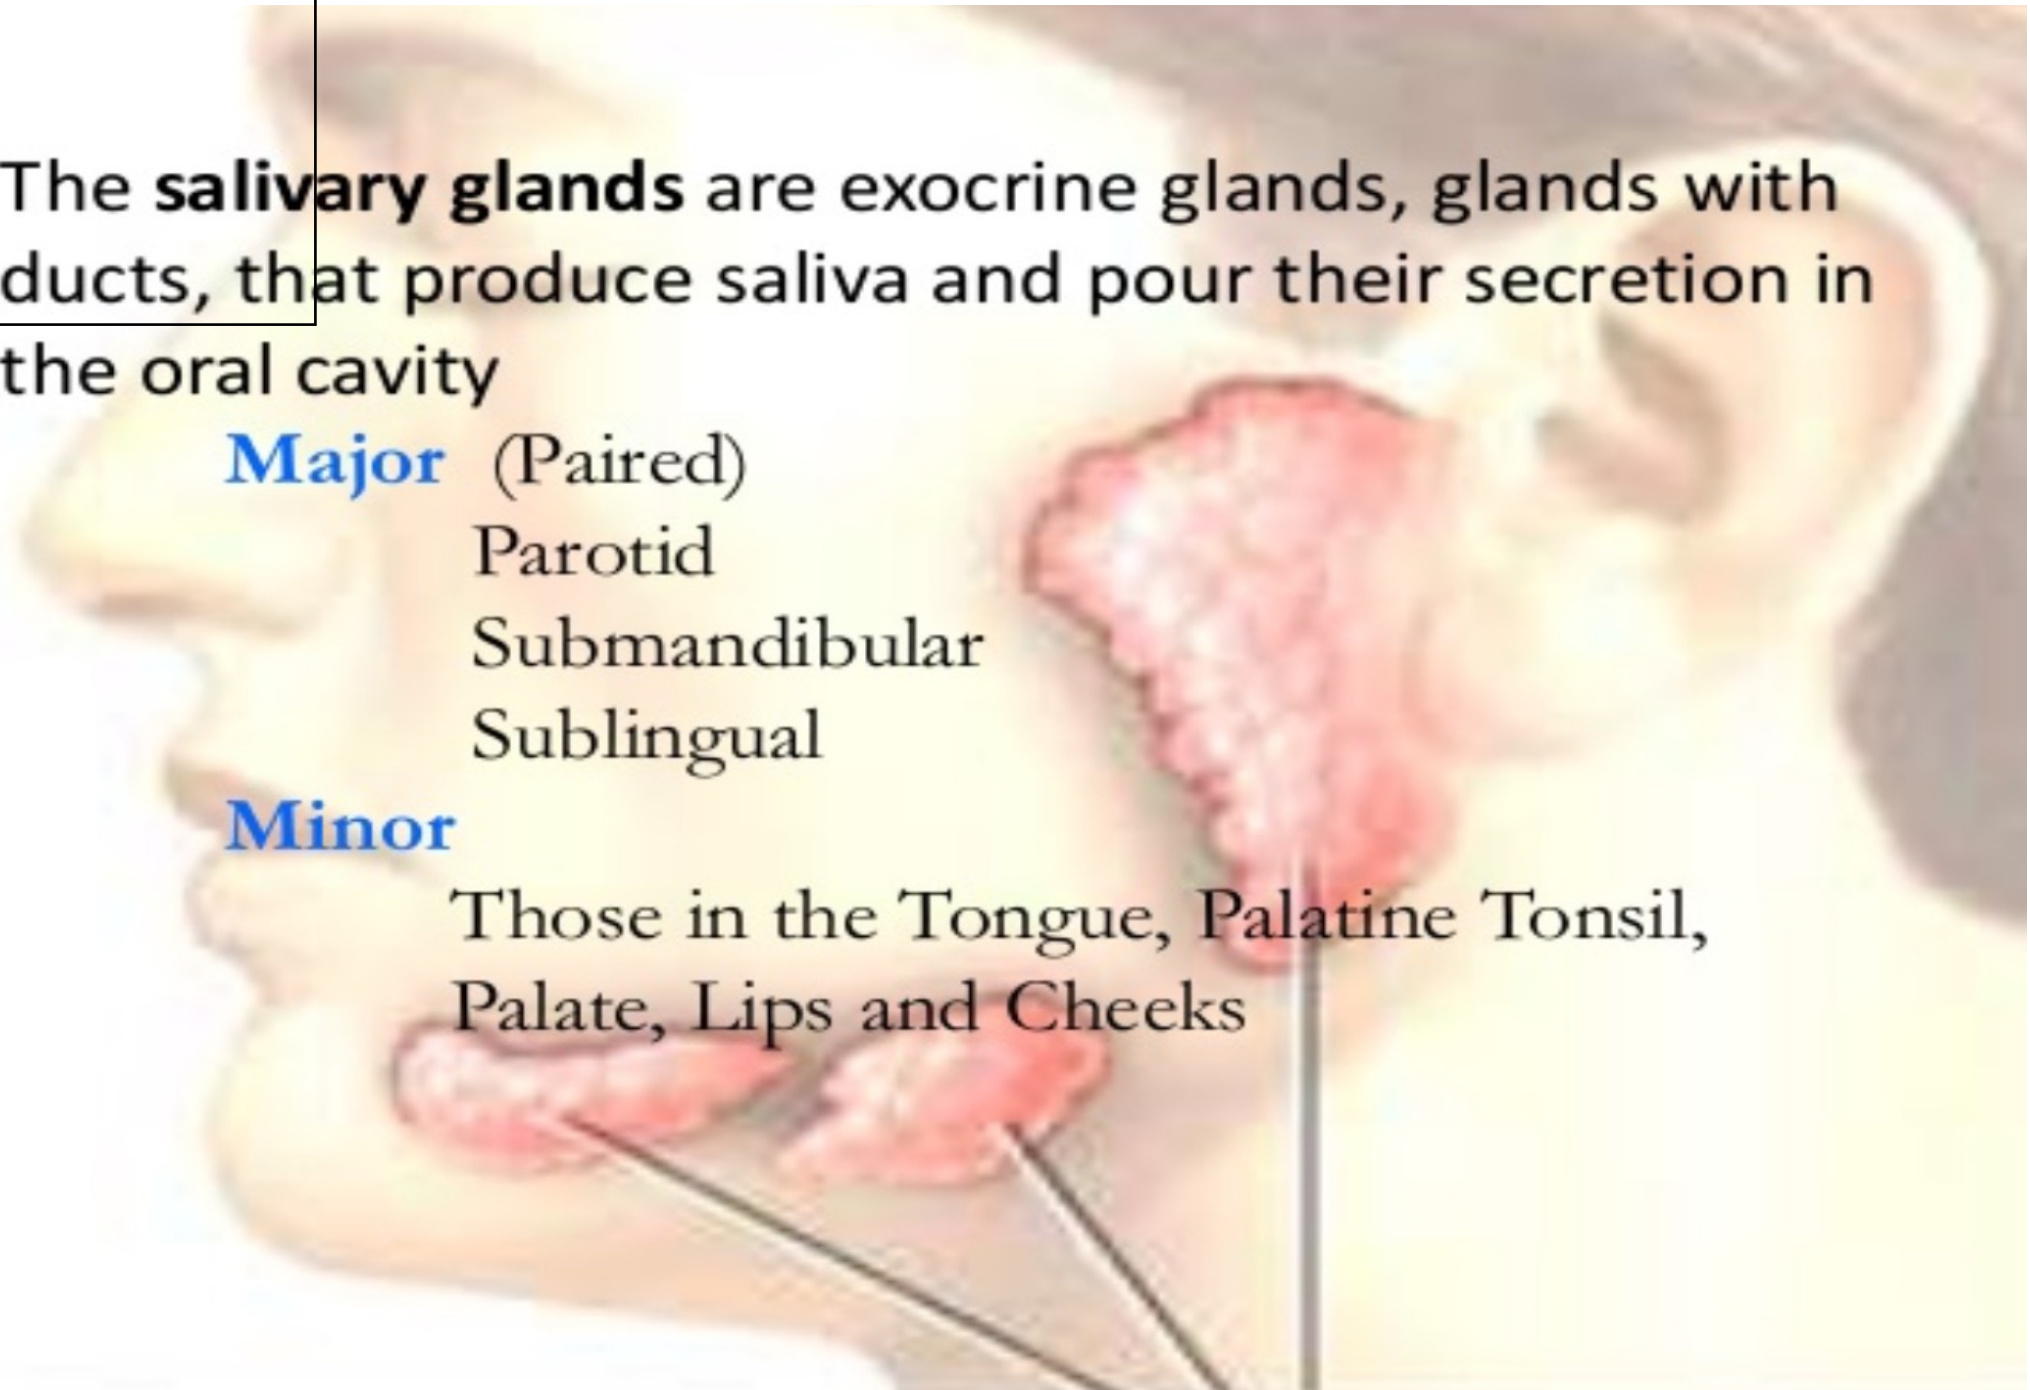 The salivary glands are exocrine glands, glands with
ducts, that produce saliva and pour their secretion in
the oral cavity
Major (Paired)
Parotid
Submandibular
Sublingual
Minor
Those in the Tongue, Palatine Tonsil,
Palate, Lips and Cheeks